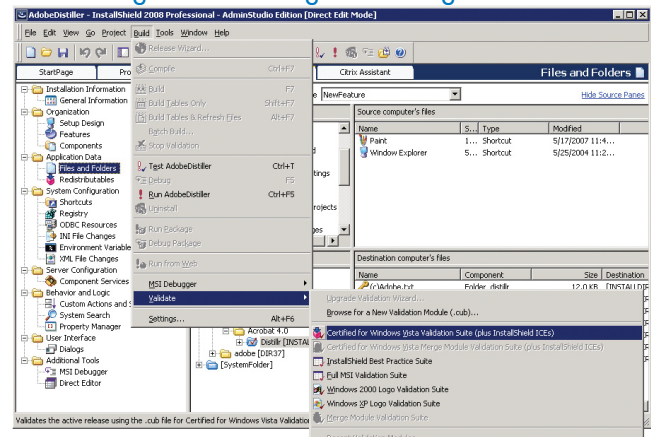 AdobeDistiller - InstallShield 2008 Professional - AdminStudio Edition [Direct Edit Mode]
File Edit View Go Project Build Tools Window Help
StartPage Pro
Citrix Assistant
Files and Folders
Installation Information
General Information
Organization
Setup Design
Features
Components
Application Data
Files and Folders
Redistributables
System Configuration
Shortcuts
Registry
ODBC Resources
INI File Changes
Environment Variable
XML File Changes
Server Configuration
Component Services
Behavior and Logic
Custom Actions and S
System Search
Property Manager
User Interface
Dialogs
Additional Tools
MSI Debugger
Direct Editor
Release Wizard...
Compile Ctrl+F7
Build F7
Build Tables Only Shift+F7
Build Tables & Refresh Files Alt+F7
Batch Build...
Stop Validation
Test AdobeDistiller Ctrl+T
Debug F5
Run AdobeDistiller Ctrl+F5
Uninstall
Run Package
Debug Package
Run from Web
MSI Debugger
Validate
Settings... Alt+F6
NewFeature
Hide Source Panes
Source computer's files
Name S... Type Modified
Paint 1... Shortcut 5/17/2007 11:4...
Window Explorer 5... Shortcut 5/25/2004 11:2...
Destination computer's files
Name Component Size Destination
(c)Adobe.txt Folder_distillr 12.0 KB [INSTALLDIR
Upgrade Validation Wizard...
Browse for a New Validation Module (.cub)...
Certified for Windows Vista Validation Suite (plus InstallShield ICEs)
Certified for Windows Vista Merge Module Validation Suite (plus InstallShield ICEs)
InstallShield Best Practice Suite
Full MSI Validation Suite
Windows 2000 Logo Validation Suite
Windows XP Logo Validation Suite
Merge Module Validation Suite
Acrobat 4.0
Distillr [INSTAL
adobe [DIR37]
[SystemFolder]
Validates the active release using the .cub file for Certified for Windows Vista Validation